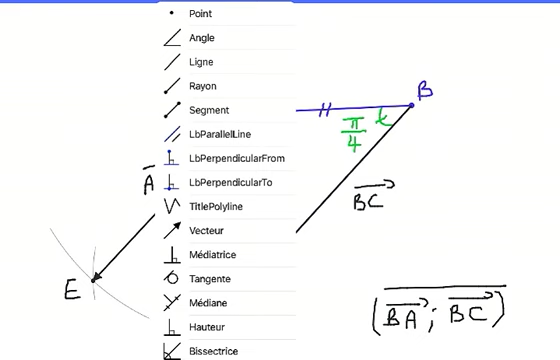 Point
Angle
Ligne
Rayon
Segment
LbParallelLine
LbPerpendicularFrom
LbPerpendicularTo
TitlePolyline
Vecteur
Médiatrice
Tangente
Médiane
Hauteur
Bissectrice
A
E
B
π/4
BC
(BA; BC)